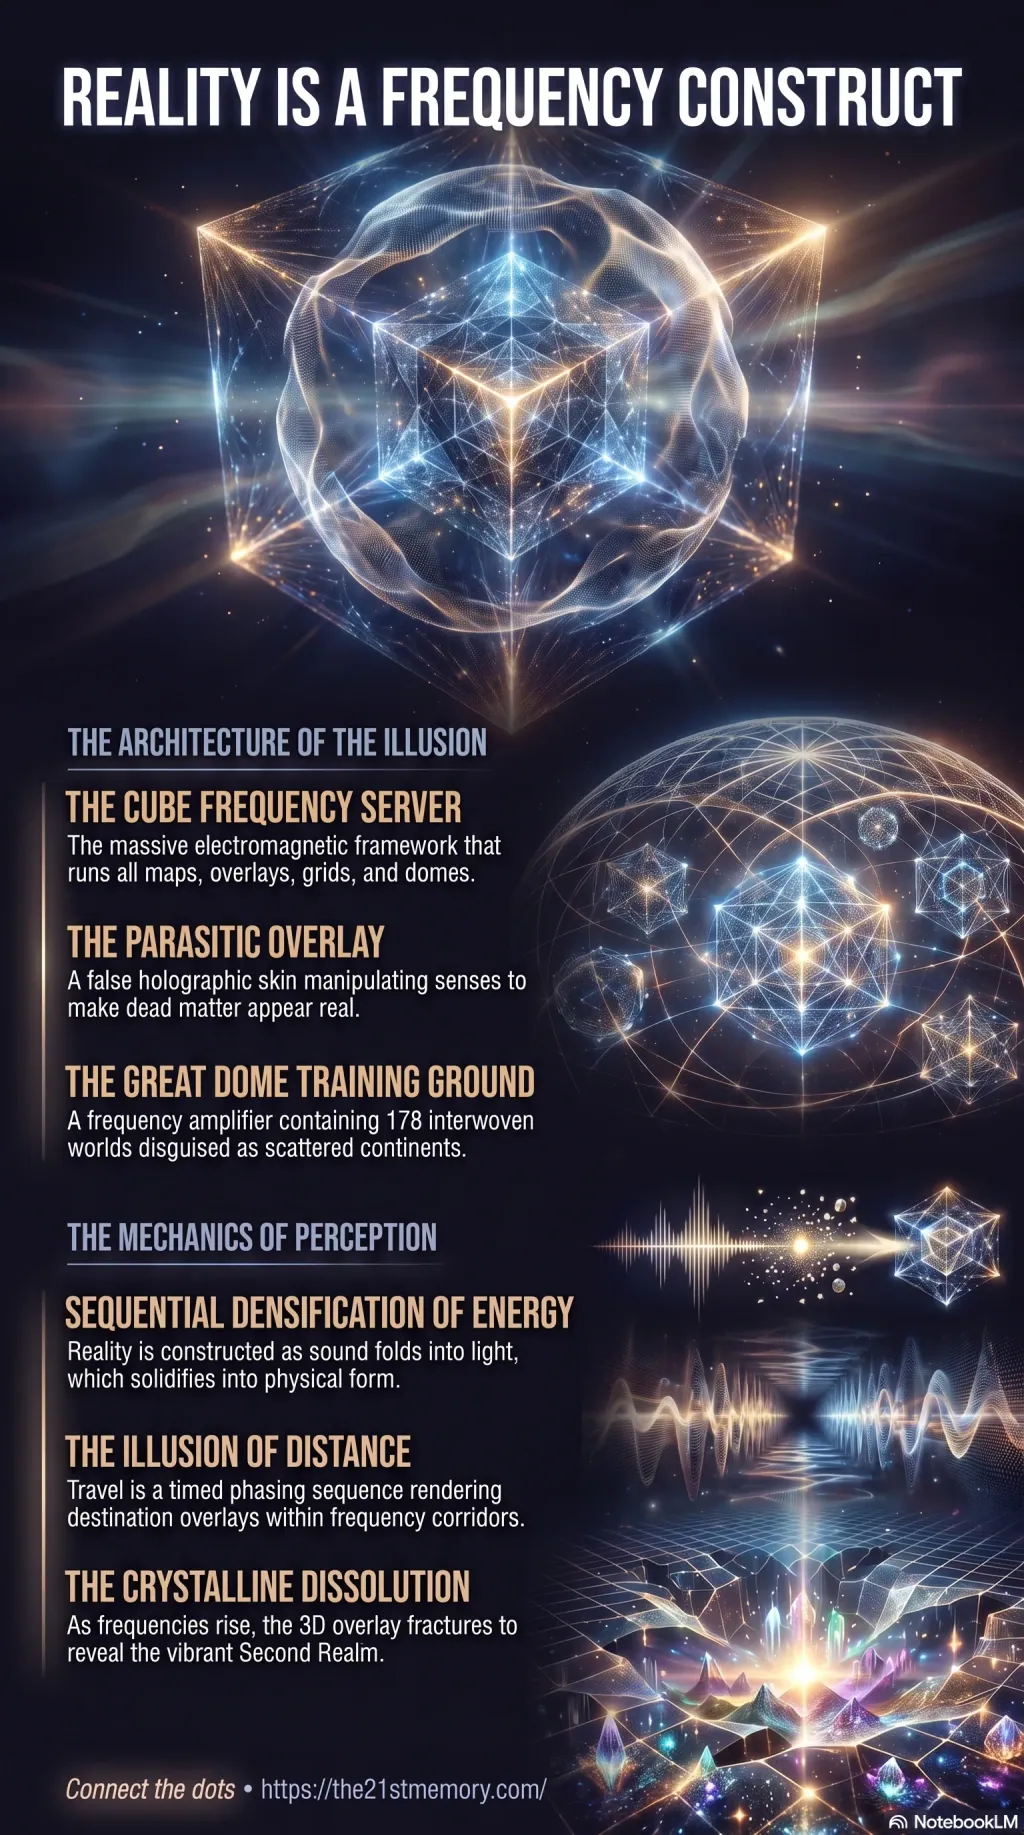 REALITY IS A FREQUENCY CONSTRUCT
THE ARCHITECTURE OF THE ILLUSION
THE CUBE FREQUENCY SERVER
The massive electromagnetic framework that
runs all maps, overlays, grids, and domes.
THE PARASITIC OVERLAY
A false holographic skin manipulating senses to
make dead matter appear real.
THE GREAT DOME TRAINING GROUND
A frequency amplifier containing 178 interwoven
worlds disguised as scattered continents.
THE MECHANICS OF PERCEPTION
SEQUENTIAL DENSIFICATION OF ENERGY
Reality is constructed as sound folds into light,
which solidifies into physical form.
THE ILLUSION OF DISTANCE
Travel is a timed phasing sequence rendering
destination overlays within frequency corridors.
THE CRYSTALLINE DISSOLUTION
As frequencies rise, the 3D overlay fractures to
reveal the vibrant Second Realm.
Connect the dots • https://the21stmemory.com/
NotebookLM